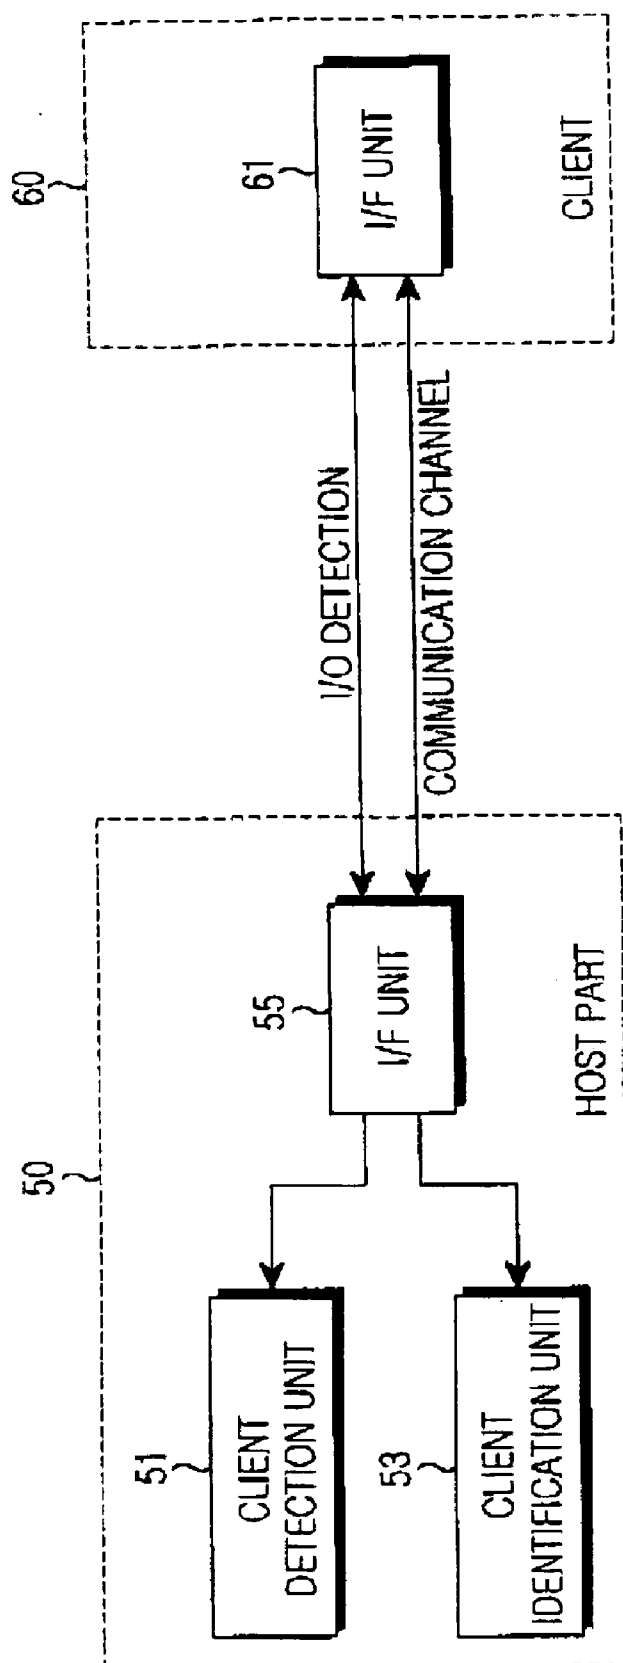 50
51
CLIENT
DETECTION UNIT
53
CLIENT
IDENTIFICATION UNIT
55
I/F UNIT
HOST PART
I/O DETECTION
COMMUNICATION CHANNEL
60
61
I/F UNIT
CLIENT